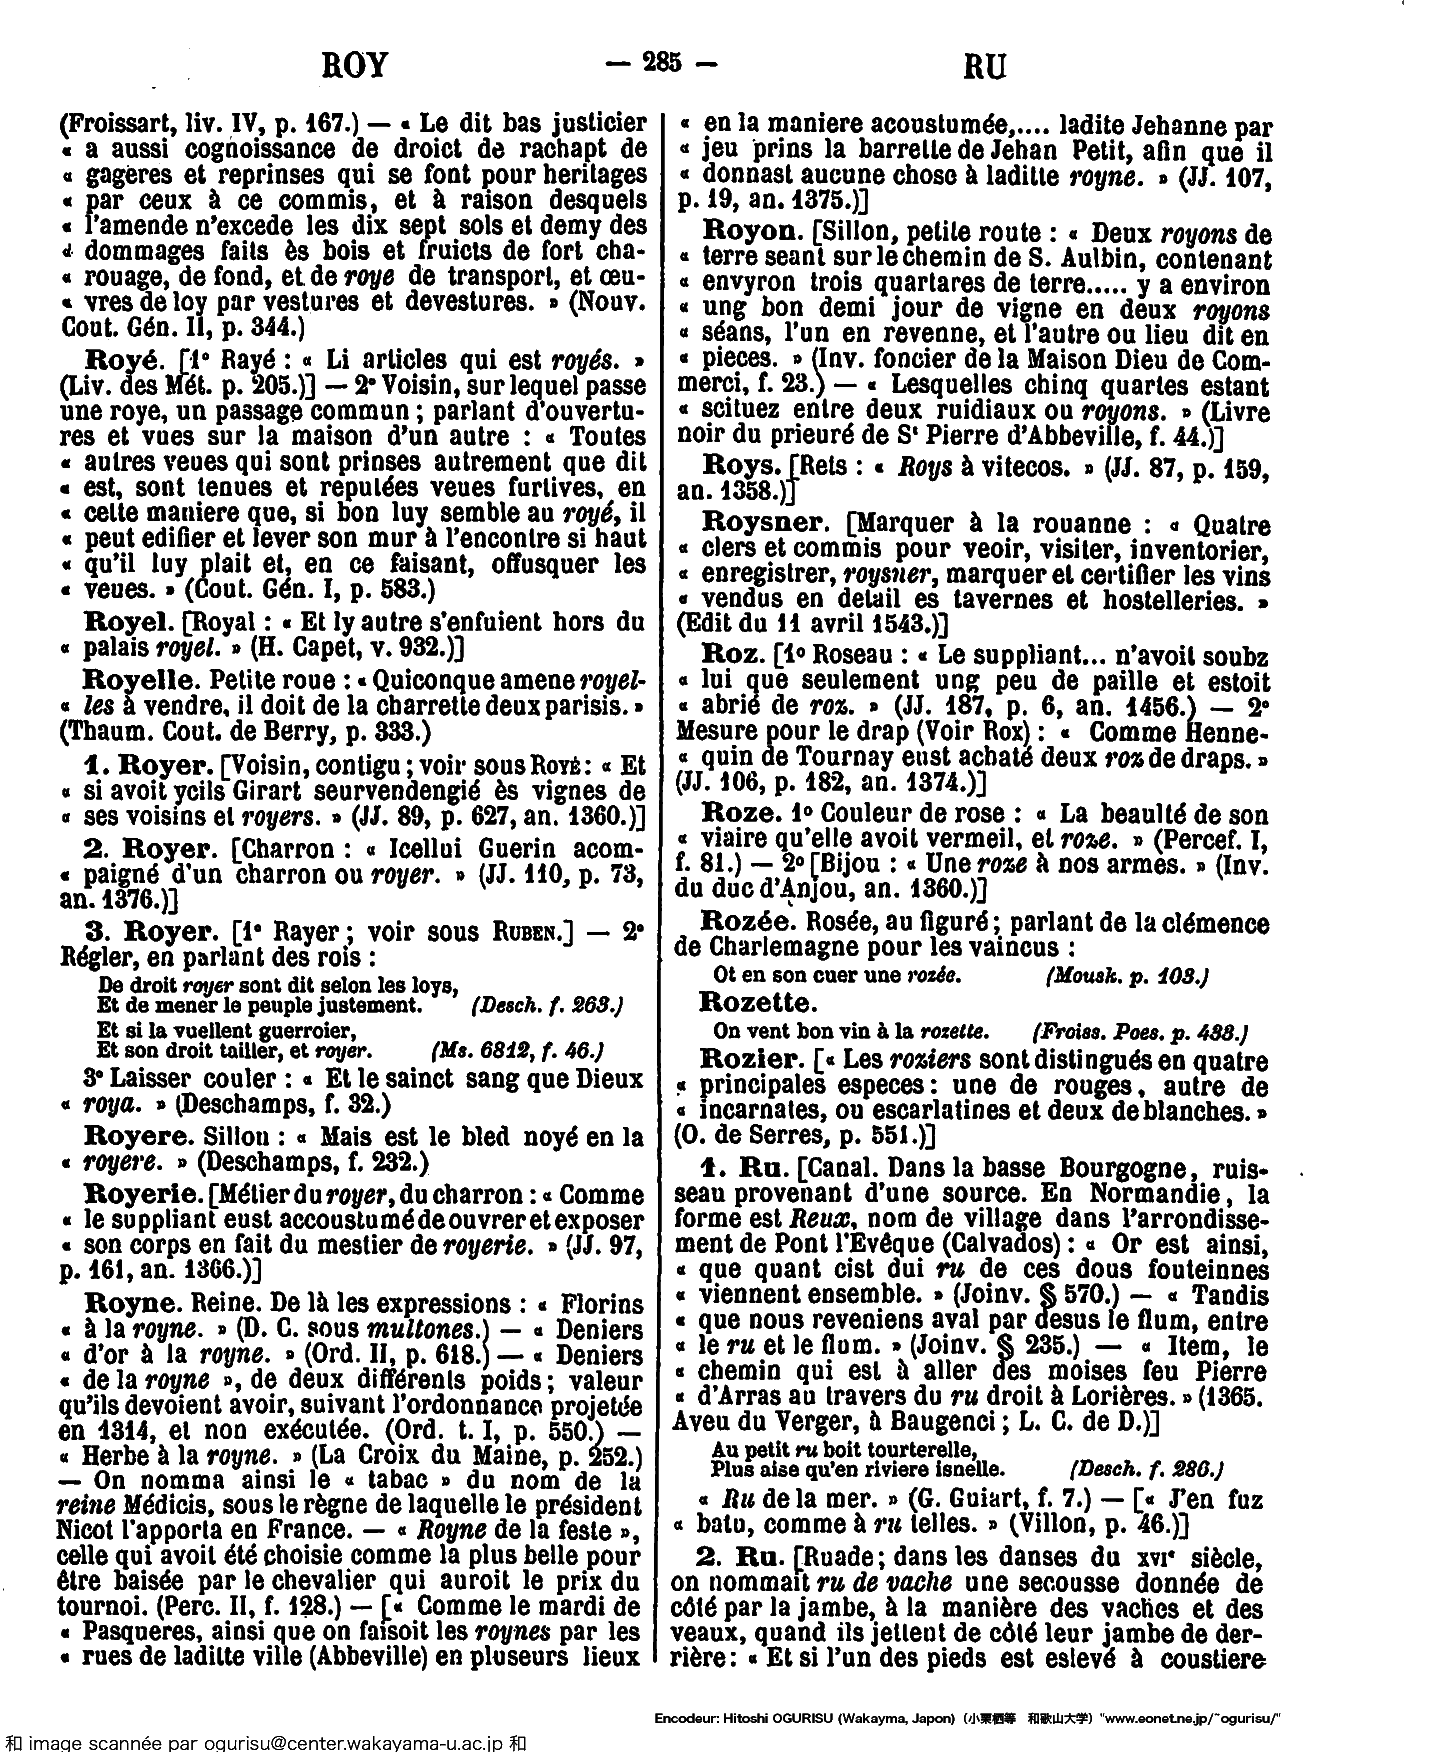 ROY — 285 — RU
(Froissart, liv. IV, p. 167.) — « Le dit bas justicier
« a aussi cognoissance de droict de rachapt de
« gagères et reprinses qui se font pour heritages
« par ceux à ce commis, et à raison desquels
« l'amende n'excede les dix sept sols et demy des
« dommages faits ès bois et fruicts de fort cha-
« rouage, de fond, et de roye de transport, et œu-
« vres de loy par vestures et devestures. » (Nouv.
Cout. Gén. II, p. 344.)
Royé. [1° Rayé : « Li articles qui est royés. »
(Liv. des Mét. p. 205.)] — 2° Voisin, sur lequel passe
une roye, un passage commun ; parlant d'ouvertu-
res et vues sur la maison d'un autre : « Toutes
« autres veues qui sont prinses autrement que dit
« est, sont tenues et reputées veues furtives, en
« cette maniere que, si bon luy semble au royé, il
« peut edifier et lever son mur à l'encontre si haut
« qu'il luy plait et, en ce faisant, offusquer les
« veues. » (Cout. Gén. I, p. 583.)
Royel. [Royal : « Et ly autre s'enfuient hors du
« palais royel. » (H. Capet, v. 932.)]
Royelle. Petite roue : « Quiconque amene royel-
« les à vendre, il doit de la charrette deux parisis. »
(Thaum. Cout. de Berry, p. 333.)
1. Royer. [Voisin, contigu ; voir sous ROYÉ : « Et
« si avoit ycils Girart seurvendengié ès vignes de
« ses voisins et royers. » (JJ. 89, p. 627, an. 1360.)]
2. Royer. [Charron : « Icellui Guerin acom-
« paigné d'un charron ou royer. » (JJ. 110, p. 73,
an. 1376.)]
3. Royer. [1° Rayer ; voir sous RUBEN.] — 2°
Régler, en parlant des rois :
De droit royer sont dit selon les loys,
Et de mener le peuple justement. (Desch. f. 263.)
Et si la vuellent guerroier,
Et son droit tailler, et royer. (Ms. 6812, f. 46.)
3° Laisser couler : « Et le sainct sang que Dieux
« roya. » (Deschamps, f. 32.)
Royere. Sillon : « Mais est le bled noyé en la
« royere. » (Deschamps, f. 232.)
Royerie. [Métier du royer, du charron : « Comme
« le suppliant eust accoustumé de ouvrer et exposer
« son corps en fait du mestier de royerie. » (JJ. 97,
p. 161, an. 1366.)]
Royne. Reine. De là les expressions : « Florins
« à la royne. » (D. C. sous multones.) — « Deniers
« d'or à la royne. » (Ord. II, p. 618.) — « Deniers
« de la royne », de deux différents poids ; valeur
qu'ils devoient avoir, suivant l'ordonnance projetée
en 1314, et non exécutée. (Ord. t. I, p. 550.) —
« Herbe à la royne. » (La Croix du Maine, p. 252.)
— On nomma ainsi le « tabac » du nom de la
reine Médicis, sous le règne de laquelle le président
Nicot l'apporta en France. — « Royne de la feste »,
celle qui avoit été choisie comme la plus belle pour
être baisée par le chevalier qui auroit le prix du
tournoi. (Perc. II, f. 128.) — [« Comme le mardi de
« Pasqueres, ainsi que on faisoit les roynes par les
« rues de laditte ville (Abbeville) en pluseurs lieux
« en la maniere acoustumée,.... ladite Jehanne par
« jeu prins la barrette de Jehan Petit, afin que il
« donnast aucune chose à laditte royne. » (JJ. 107,
p. 19, an. 1375.)]
Royon. [Sillon, petite route : « Deux royons de
« terre seant sur le chemin de S. Aulbin, contenant
« envyron trois quartares de terre..... y a environ
« ung bon demi jour de vigne en deux royons
« séans, l'un en revenne, et l'autre ou lieu dit en
« pieces. » (Inv. foncier de la Maison Dieu de Com-
merci, f. 23.) — « Lesquelles chinq quartes estant
« scituez entre deux ruidiaux ou royons. » (Livre
noir du prieuré de St Pierre d'Abbeville, f. 44.)]
Roys. [Rets : « Roys à vitecos. » (JJ. 87, p. 159,
an. 1358.)]
Roysner. [Marquer à la rouanne : « Quatre
« clers et commis pour veoir, visiter, inventorier,
« enregistrer, roysner, marquer et certifier les vins
« vendus en detail es tavernes et hostelleries. »
(Edit du 11 avril 1543.)]
Roz. [1° Roseau : « Le suppliant... n'avoit soubz
« lui que seulement ung peu de paille et estoit
« abrié de roz. » (JJ. 187, p. 6, an. 1456.) — 2°
Mesure pour le drap (Voir Rox) : « Comme Henne-
« quin de Tournay eust achaté deux roz de draps. »
(JJ. 106, p. 182, an. 1374.)]
Roze. 1° Couleur de rose : « La beaulté de son
« viaire qu'elle avoit vermeil, et roze. » (Percef. I,
f. 81.) — 2° [Bijou : « Une roze à nos armes. » (Inv.
du duc d'Anjou, an. 1360.)]
Rozée. Rosée, au figuré ; parlant de la clémence
de Charlemagne pour les vaincus :
Ot en son cuer une rozée. (Mousk. p. 103.)
Rozette.
On vent bon vin à la rozette. (Froiss. Poes. p. 438.)
Rozier. [« Les roziers sont distingués en quatre
« principales especes : une de rouges, autre de
« incarnates, ou escarlatines et deux de blanches. »
(O. de Serres, p. 551.)]
1. Ru. [Canal. Dans la basse Bourgogne, ruis-
seau provenant d'une source. En Normandie, la
forme est Reux, nom de village dans l'arrondisse-
ment de Pont l'Evêque (Calvados) : « Or est ainsi,
« que quant cist dui ru de ces dous fouteinnes
« viennent ensemble. » (Joinv. § 570.) — « Tandis
« que nous reveniens aval par desus le flum, entre
« le ru et le flum. » (Joinv. § 235.) — « Item, le
« chemin qui est à aller des moises feu Pierre
« d'Arras au travers du ru droit à Lorières. » (1365.
Aveu du Verger, à Baugenci ; L. C. de D.)]
Au petit ru boit tourterelle,
Plus aise qu'en riviere isnelle. (Desch. f. 286.)
« Ru de la mer. » (G. Guiart, f. 7.) — [« J'en fuz
« batu, comme à ru telles. » (Villon, p. 46.)]
2. Ru. [Ruade ; dans les danses du XVIe siècle,
on nommait ru de vache une secousse donnée de
côté par la jambe, à la manière des vaches et des
veaux, quand ils jettent de côté leur jambe de der-
rière : « Et si l'un des pieds est eslevé à coustiere
Encodeur: Hitoshi OGURISU (Wakayma, Japon) (小栗栖等 和歌山大学) "www.eonet.ne.jp/~ogurisu/"
和 image scannée par ogurisu@center.wakayama-u.ac.jp 和